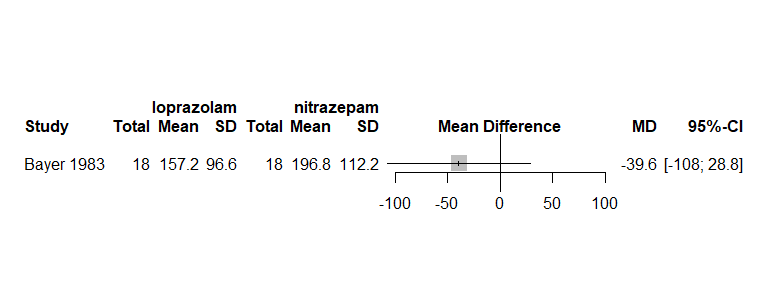 loprazolam nitrazepam
Study Total Mean SD Total Mean SD Mean Difference MD 95%-CI
Bayer 1983 18 157.2 96.6 18 196.8 112.2 -39.6 [-108; 28.8]
-100 -50 0 50 100